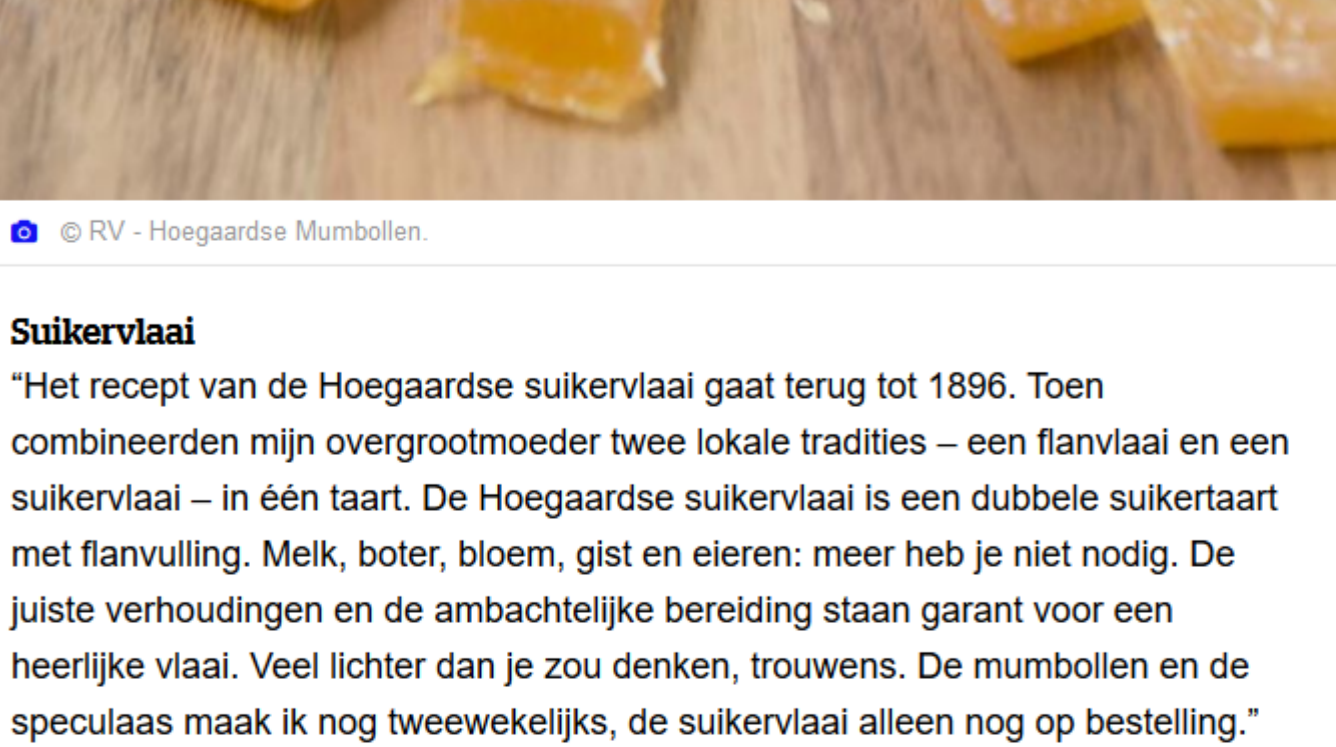 © RV - Hoegaardse Mumbollen.
Suikervlaai
“Het recept van de Hoegaardse suikervlaai gaat terug tot 1896. Toen
combineerden mijn overgrootmoeder twee lokale tradities – een flanvlaai en een
suikervlaai – in één taart. De Hoegaardse suikervlaai is een dubbele suikertaart
met flanvulling. Melk, boter, bloem, gist en eieren: meer heb je niet nodig. De
juiste verhoudingen en de ambachtelijke bereiding staan garant voor een
heerlijke vlaai. Veel lichter dan je zou denken, trouwens. De mumbollen en de
speculaas maak ik nog tweewekelijks, de suikervlaai alleen nog op bestelling.”